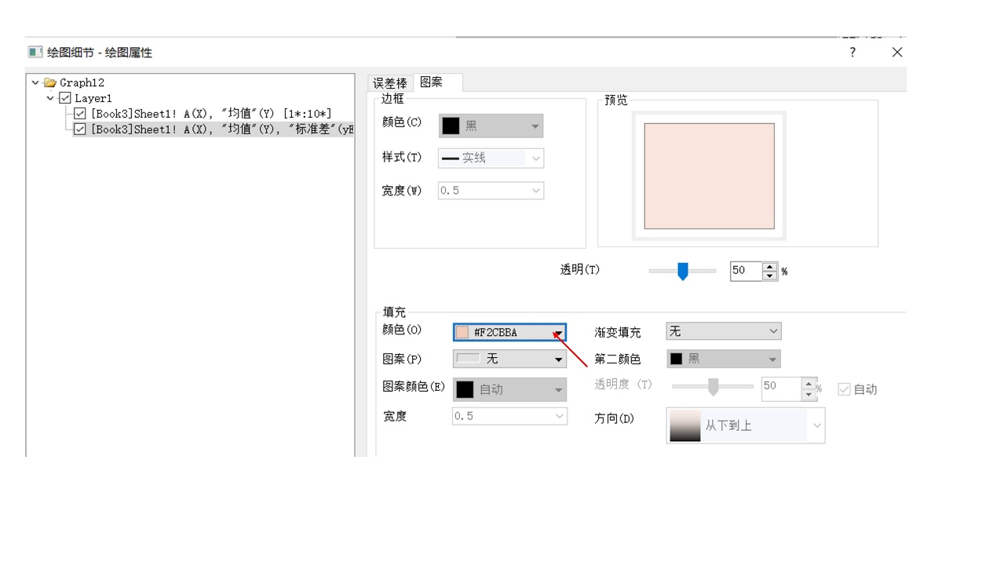 绘图细节 - 绘图属性
?
Graph12
Layer1
[Book3]Sheet1! A(X), "均值"(Y) [1*:10*]
[Book3]Sheet1! A(X), "均值"(Y), "标准差"(yE
误差棒 图案
边框
颜色(C) 黑
样式(T) 实线
宽度(W) 0.5
预览
透明(T) 50 %
填充
颜色(O) #F2CBBA
图案(P) 无
图案颜色(E) 自动
宽度 0.5
渐变填充 无
第二颜色 黑
透明度 (T) 50 % 自动
方向(D) 从下到上